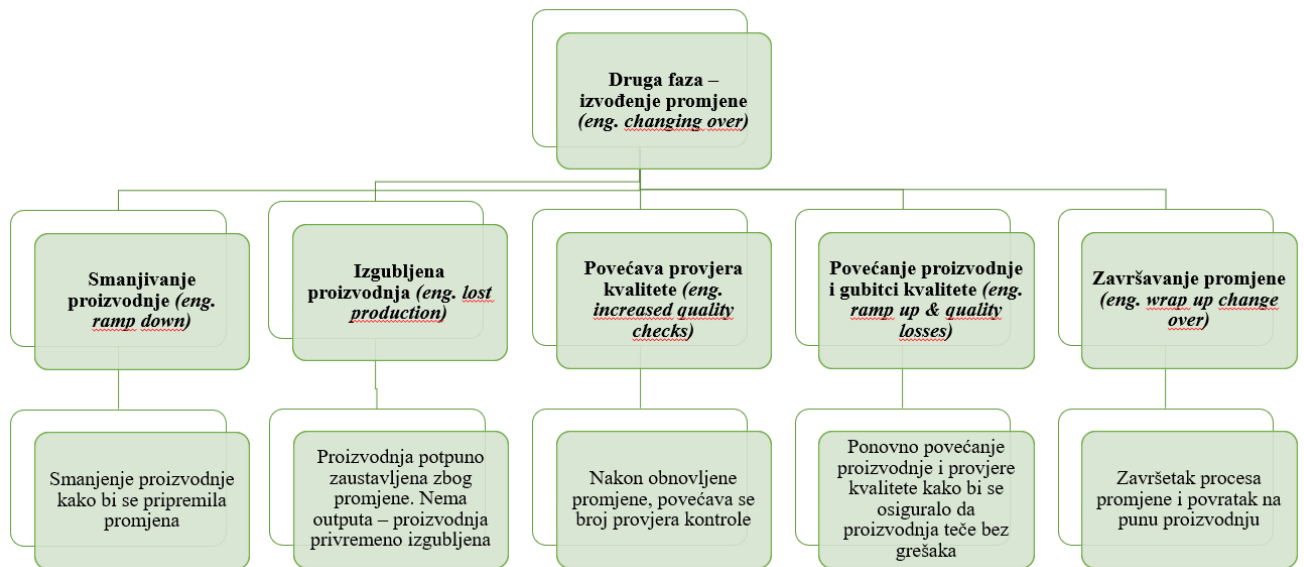 Druga faza –
izvođenje promjene
(eng. changing over)
Smanjivanje
proizvodnje (eng.
ramp down)
Izgubljena
proizvodnja (eng. lost
production)
Povećava provjera
kvalitete (eng.
increased quality
checks)
Povećanje proizvodnje
i gubitci kvalitete (eng.
ramp up & quality
losses)
Završavanje promjene
(eng. wrap up change
over)
Smanjenje proizvodnje
kako bi se pripremila
promjena
Proizvodnja potpuno
zaustavljena zbog
promjene. Nema
outputa – proizvodnja
privremeno izgubljena
Nakon obnovljene
promjene, povećava se
broj provjera kontrole
Ponovno povećanje
proizvodnje i provjere
kvalitete kako bi se
osiguralo da
proizvodnja teče bez
grešaka
Završetak procesa
promjene i povratak na
punu proizvodnju